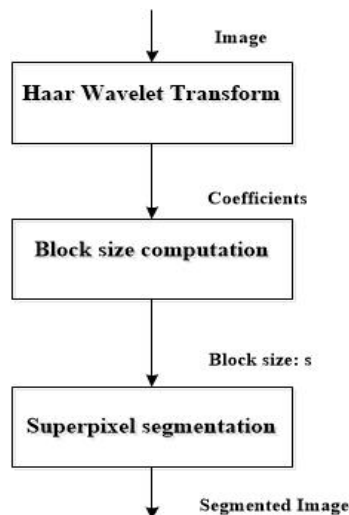 Image
Haar Wavelet Transform
Coefficients
Block size computation
Block size: s
Superpixel segmentation
Segmented Image